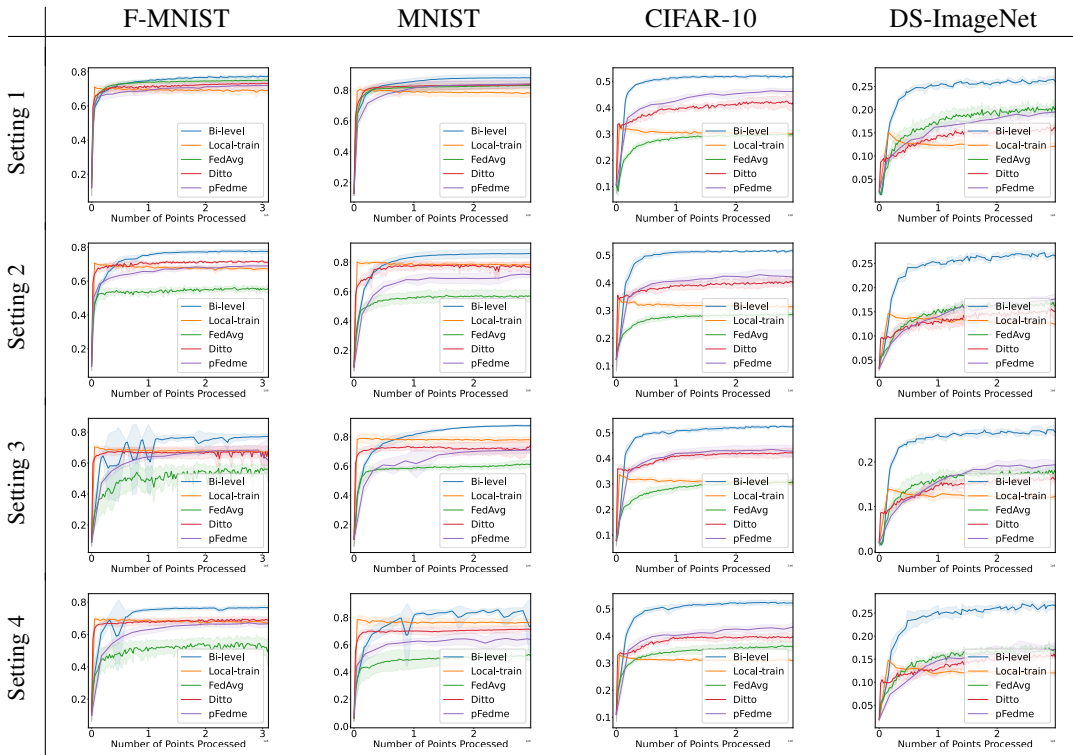 F-MNIST MNIST CIFAR-10 DS-ImageNet
Setting 1
0.8 0.6 0.4 0.2
Bi-level
Local-train
FedAvg
Ditto
pFedme
0 1 2 3
Number of Points Processed
0.8 0.6 0.4 0.2
Bi-level
Local-train
FedAvg
Ditto
pFedme
0 2
Number of Points Processed
0.5 0.4 0.3 0.2 0.1
Bi-level
Local-train
FedAvg
Ditto
pFedme
0 2
Number of Points Processed
0.25 0.20 0.15 0.10 0.05
Bi-level
Local-train
FedAvg
Ditto
pFedme
0 1 2
Number of Points Processed
Setting 2
0.8 0.6 0.4 0.2
Bi-level
Local-train
FedAvg
Ditto
pFedme
0 1 2 3
Number of Points Processed
0.8 0.6 0.4 0.2
Bi-level
Local-train
FedAvg
Ditto
pFedme
0 2
Number of Points Processed
0.5 0.4 0.3 0.2 0.1
Bi-level
Local-train
FedAvg
Ditto
pFedme
0 2
Number of Points Processed
0.25 0.20 0.15 0.10 0.05
Bi-level
Local-train
FedAvg
Ditto
pFedme
0 1 2
Number of Points Processed
Setting 3
0.8 0.6 0.4 0.2
Bi-level
Local-train
FedAvg
Ditto
pFedme
0 1 2 3
Number of Points Processed
0.8 0.6 0.4 0.2
Bi-level
Local-train
FedAvg
Ditto
pFedme
0 2
Number of Points Processed
0.5 0.4 0.3 0.2 0.1
Bi-level
Local-train
FedAvg
Ditto
pFedme
0 2
Number of Points Processed
0.2 0.1 0.0
Bi-level
Local-train
FedAvg
Ditto
pFedme
0 1 2
Number of Points Processed
Setting 4
0.8 0.6 0.4 0.2
Bi-level
Local-train
FedAvg
Ditto
pFedme
0 1 2 3
Number of Points Processed
0.8 0.6 0.4 0.2 0.0
Bi-level
Local-train
FedAvg
Ditto
pFedme
0 2
Number of Points Processed
0.5 0.4 0.3 0.2 0.1
Bi-level
Local-train
FedAvg
Ditto
pFedme
0 2
Number of Points Processed
0.25 0.20 0.15 0.10 0.05
Bi-level
Local-train
FedAvg
Ditto
pFedme
0 1 2
Number of Points Processed